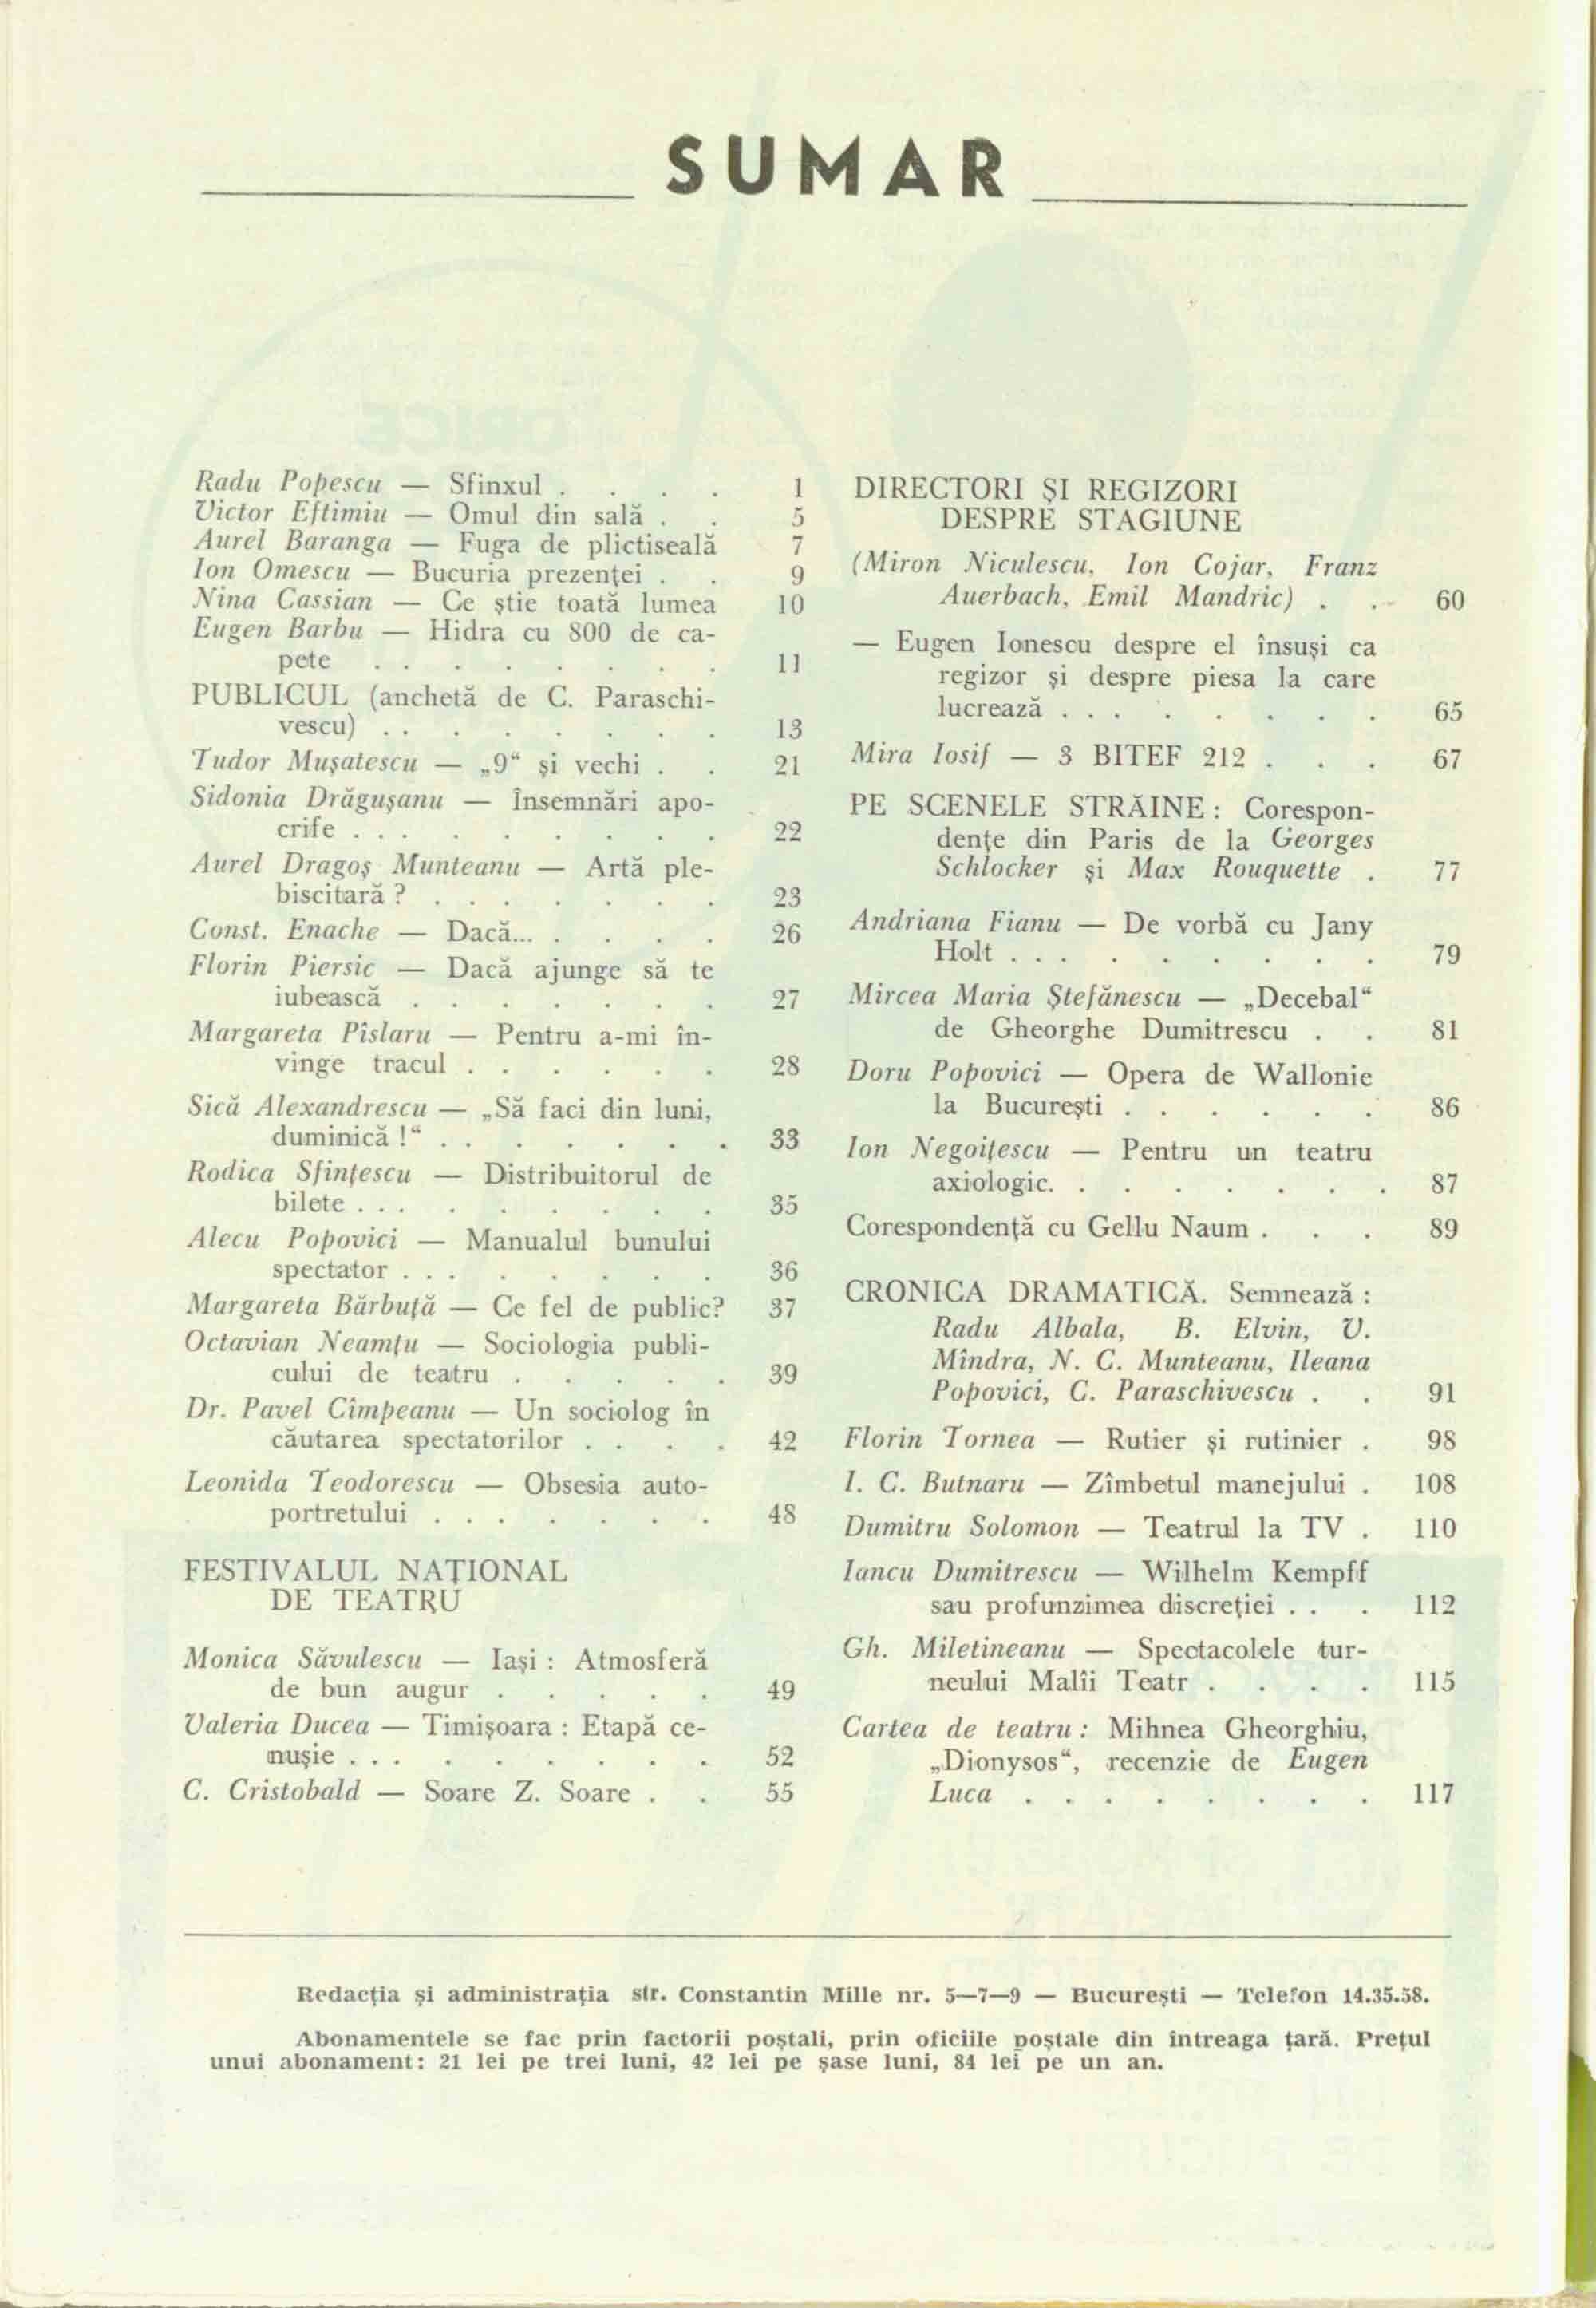 SUMAR
Radu Popescu — Sfinxul . . . . 1
Victor Eftimiu — Omul din sală . . 5
Aurel Baranga — Fuga de plictiseală 7
Ion Omescu — Bucuria prezenței . . 9
Nina Cassian — Ce știe toată lumea 10
Eugen Barbu — Hidra cu 800 de ca-
pete . . . . . . . 11
PUBLICUL (anchetă de C. Paraschi-
vescu) . . . . . . . 13
Tudor Mușatescu — „9“ și vechi . . 21
Sidonia Drăgușanu — Însemnări apo-
crife . . . . . . . . 22
Aurel Dragoș Munteanu — Artă ple-
biscitară ? . . . . . . 23
Const. Enache — Dacă... . . . . 26
Florin Piersic — Dacă ajunge să te
iubească . . . . . . 27
Margareta Pîslaru — Pentru a-mi în-
vinge tracul . . . . . . 28
Sică Alexandrescu — „Să faci din luni,
duminică !“ . . . . . . 33
Rodica Sfințescu — Distribuitorul de
bilete . . . . . . . . 35
Alecu Popovici — Manualul bunului
spectator . . . . . . . . 36
Margareta Bărbuță — Ce fel de public? 37
Octavian Neamțu — Sociologia publi-
cului de teatru . . . . . 39
Dr. Pavel Cîmpeanu — Un sociolog în
căutarea spectatorilor . . . . 42
Leonida Teodorescu — Obsesia auto-
portretului . . . . . . . 48
FESTIVALUL NAȚIONAL
DE TEATRU
Monica Săvulescu — Iași : Atmosferă
de bun augur . . . . . 49
Valeria Ducea — Timișoara : Etapă ce-
nușie . . . . . . . . 52
C. Cristobald — Soare Z. Soare . . 55
DIRECTORI ȘI REGIZORI
DESPRE STAGIUNE
(Miron Niculescu, Ion Cojar, Franz
Auerbach, Emil Mandric) . . 60
— Eugen Ionescu despre el însuși ca
regizor și despre piesa la care
lucrează . . . . . . . . 65
Mira Iosif — 3 BITEF 212 . . . 67
PE SCENELE STRĂINE : Corespon-
dențe din Paris de la Georges
Schlocker și Max Rouquette . 77
Andriana Fianu — De vorbă cu Jany
Holt . . . . . . . . 79
Mircea Maria Ștefănescu — „Decebal“
de Gheorghe Dumitrescu . . 81
Doru Popovici — Opera de Wallonie
la București . . . . . . 86
Ion Negoițescu — Pentru un teatru
axiologic. . . . . . . . 87
Corespondență cu Gellu Naum . . . 89
CRONICA DRAMATICĂ. Semnează :
Radu Albala, B. Elvin, V.
Mîndra, N. C. Munteanu, Ileana
Popovici, C. Paraschivescu . . 91
Florin Tornea — Rutier și rutinier . 98
I. C. Butnaru — Zîmbetul manejului . 108
Dumitru Solomon — Teatrul la TV . 110
Iancu Dumitrescu — Wilhelm Kempff
sau profunzimea discreției . . . 112
Gh. Miletineanu — Spectacolele tur-
neului Malîi Teatr . . . . 115
Cartea de teatru : Mihnea Gheorghiu,
„Dionysos“, recenzie de Eugen
Luca . . . . . . . . 117
Redacția și administrația str. Constantin Mille nr. 5—7—9 — București — Telefon 14.35.58.
Abonamentele se fac prin factorii poștali, prin oficiile poștale din întreaga țară. Prețul
unui abonament: 21 lei pe trei luni, 42 lei pe șase luni, 84 lei pe un an.